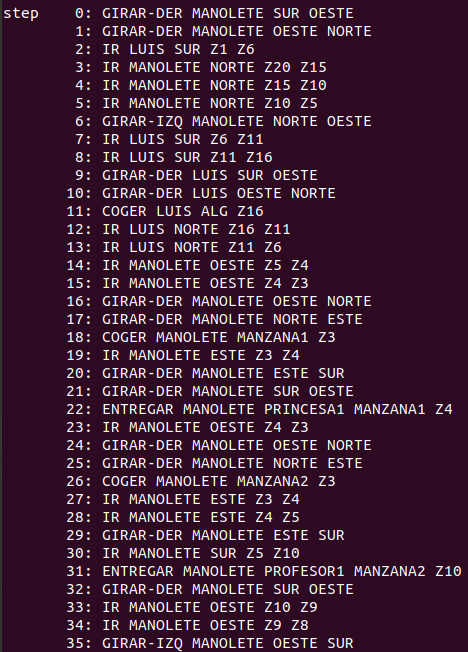 step    0: GIRAR-DER MANOLETE SUR OESTE
1: GIRAR-DER MANOLETE OESTE NORTE
2: IR LUIS SUR Z1 Z6
3: IR MANOLETE NORTE Z20 Z15
4: IR MANOLETE NORTE Z15 Z10
5: IR MANOLETE NORTE Z10 Z5
6: GIRAR-IZQ MANOLETE NORTE OESTE
7: IR LUIS SUR Z6 Z11
8: IR LUIS SUR Z11 Z16
9: GIRAR-DER LUIS SUR OESTE
10: GIRAR-DER LUIS OESTE NORTE
11: COGER LUIS ALG Z16
12: IR LUIS NORTE Z16 Z11
13: IR LUIS NORTE Z11 Z6
14: IR MANOLETE OESTE Z5 Z4
15: IR MANOLETE OESTE Z4 Z3
16: GIRAR-DER MANOLETE OESTE NORTE
17: GIRAR-DER MANOLETE NORTE ESTE
18: COGER MANOLETE MANZANA1 Z3
19: IR MANOLETE ESTE Z3 Z4
20: GIRAR-DER MANOLETE ESTE SUR
21: GIRAR-DER MANOLETE SUR OESTE
22: ENTREGAR MANOLETE PRINCESA1 MANZANA1 Z4
23: IR MANOLETE OESTE Z4 Z3
24: GIRAR-DER MANOLETE OESTE NORTE
25: GIRAR-DER MANOLETE NORTE ESTE
26: COGER MANOLETE MANZANA2 Z3
27: IR MANOLETE ESTE Z3 Z4
28: IR MANOLETE ESTE Z4 Z5
29: GIRAR-DER MANOLETE ESTE SUR
30: IR MANOLETE SUR Z5 Z10
31: ENTREGAR MANOLETE PROFESOR1 MANZANA2 Z10
32: GIRAR-DER MANOLETE SUR OESTE
33: IR MANOLETE OESTE Z10 Z9
34: IR MANOLETE OESTE Z9 Z8
35: GIRAR-IZQ MANOLETE OESTE SUR